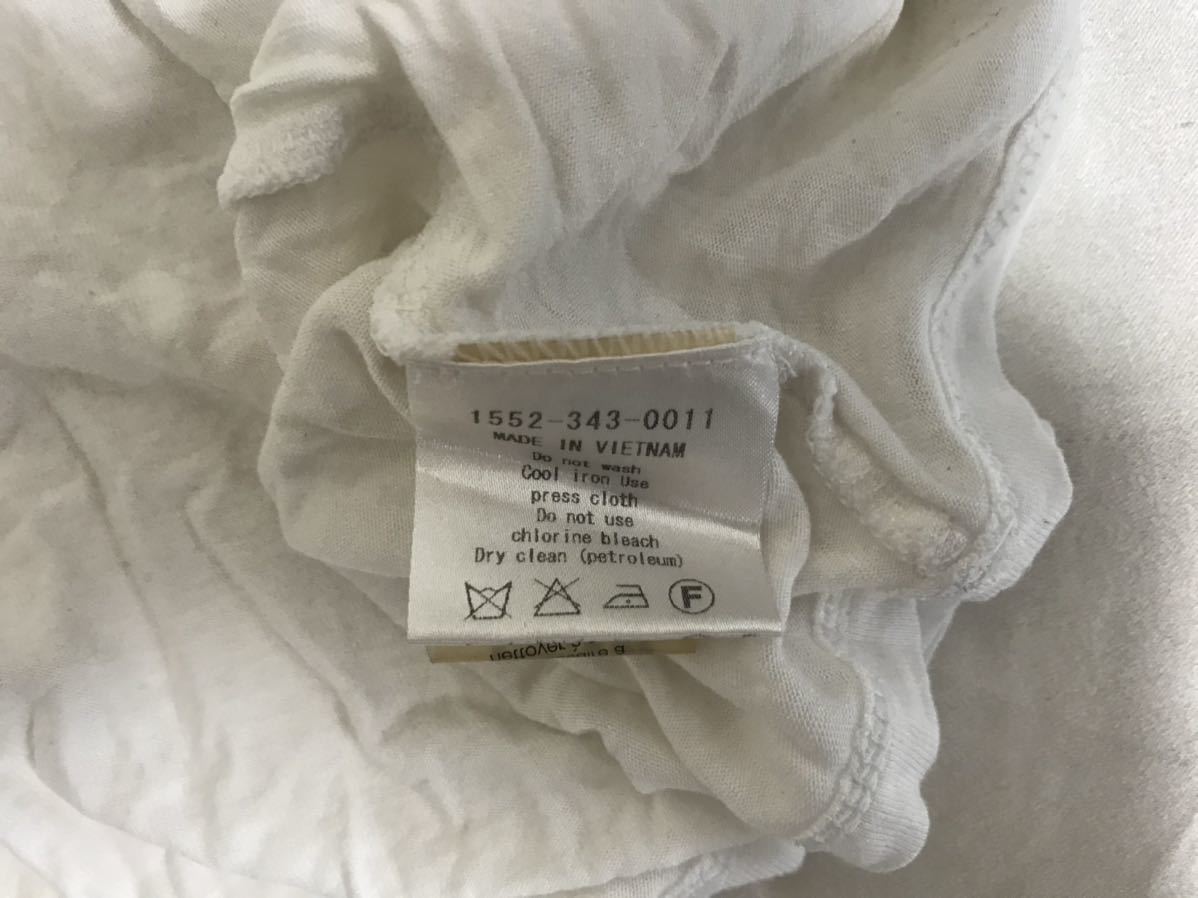 1552-343-0011
MADE IN VIETNAM
Do not wash
Cool iron Use
press cloth
Do not use
chlorine bleach
Dry clean (petroleum)
F
nettoyer